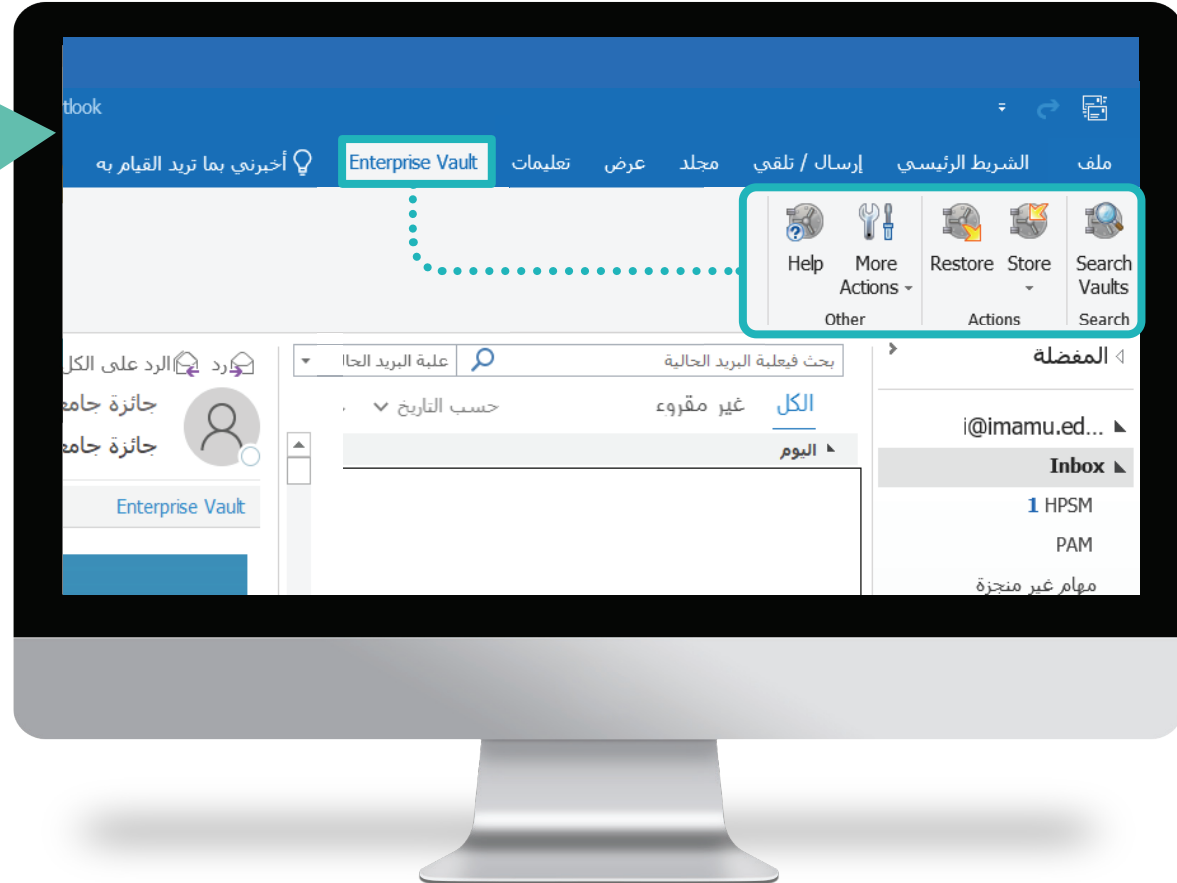 tlook
ملف الشريط الرئيسي إرسال / تلقي مجلد عرض تعليمات Enterprise Vault أخبرني بما تريد القيام به
Search Vaults
Store
Restore
More Actions
Help
Search
Actions
Other
المفضلة
i@imamu.ed...
Inbox
HPSM 1
PAM
مهام غير منجزة
بحث فيعلبة البريد الحالية
علبة البريد الحال
الكل غير مقروء
حسب التاريخ
اليوم
رد الرد على الكل
جائزة جامع
جائزة جامع
Enterprise Vault